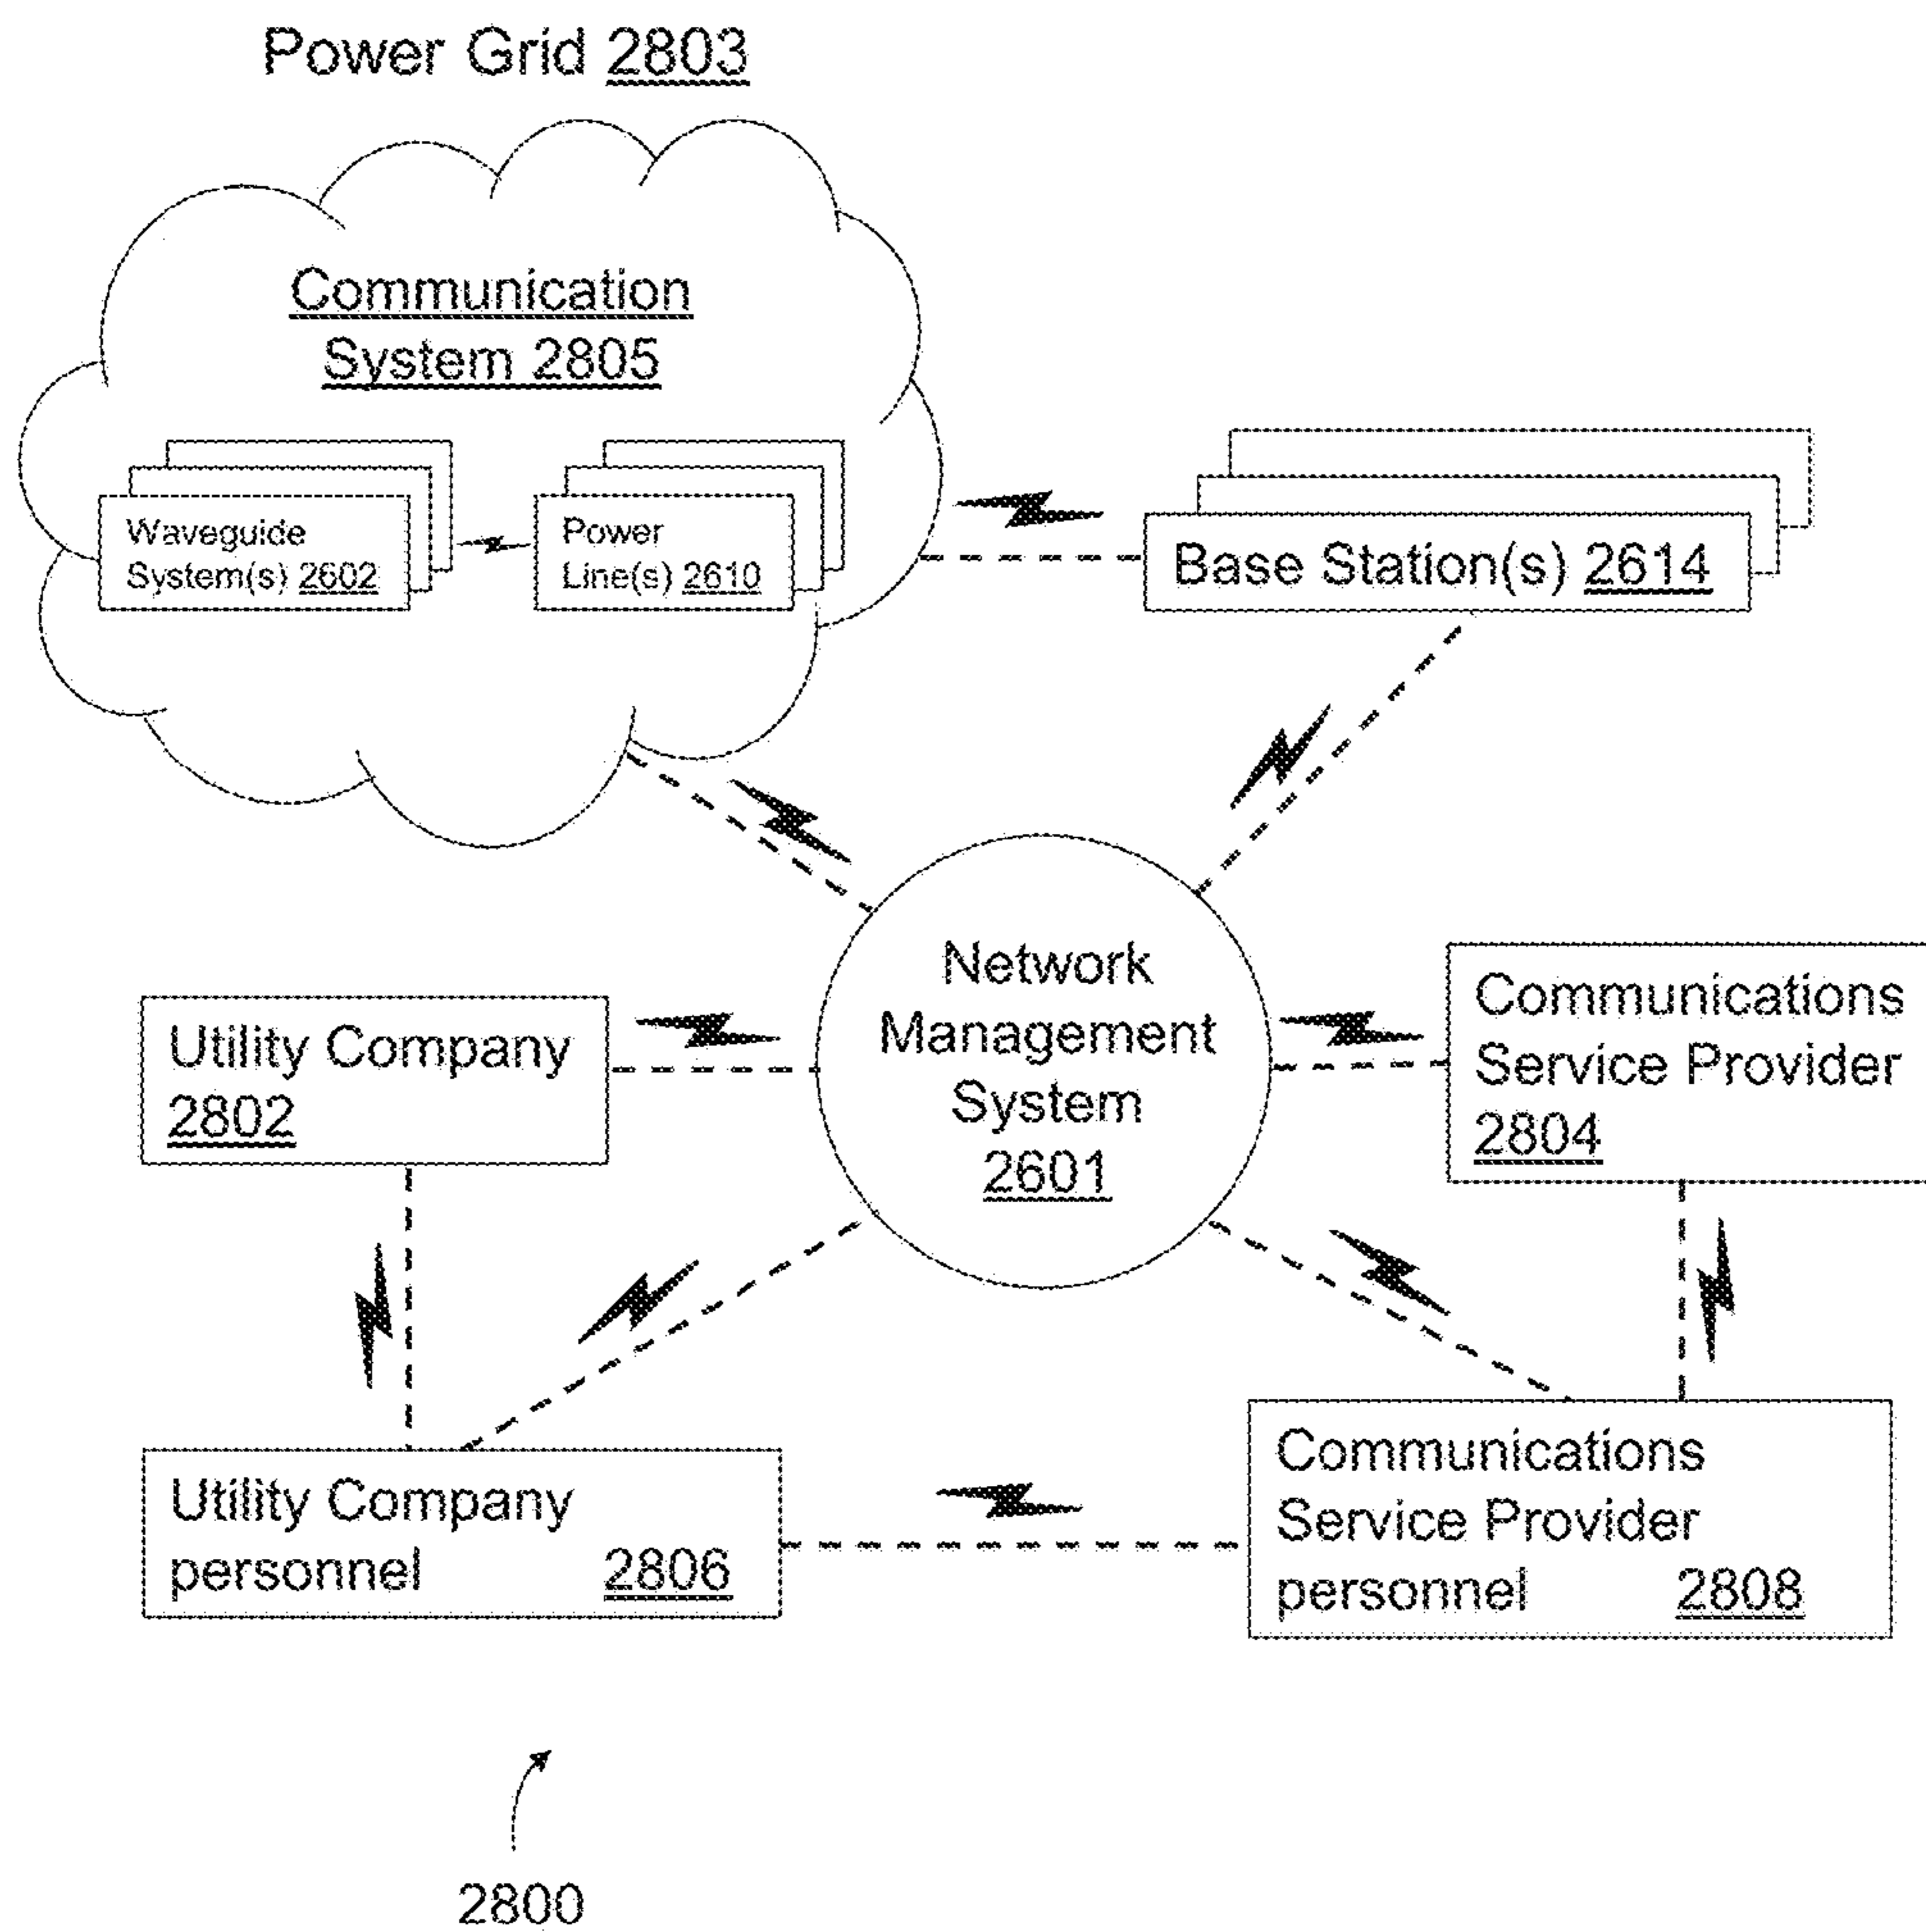 Power Grid 2803
Communication
System 2805
Waveguide
System(s) 2602
Power
Line(s) 2610
Base Station(s) 2614
Network
Management
System
2601
Utility Company
2802
Communications
Service Provider
2804
Utility Company
personnel 2806
Communications
Service Provider
personnel 2808
2800